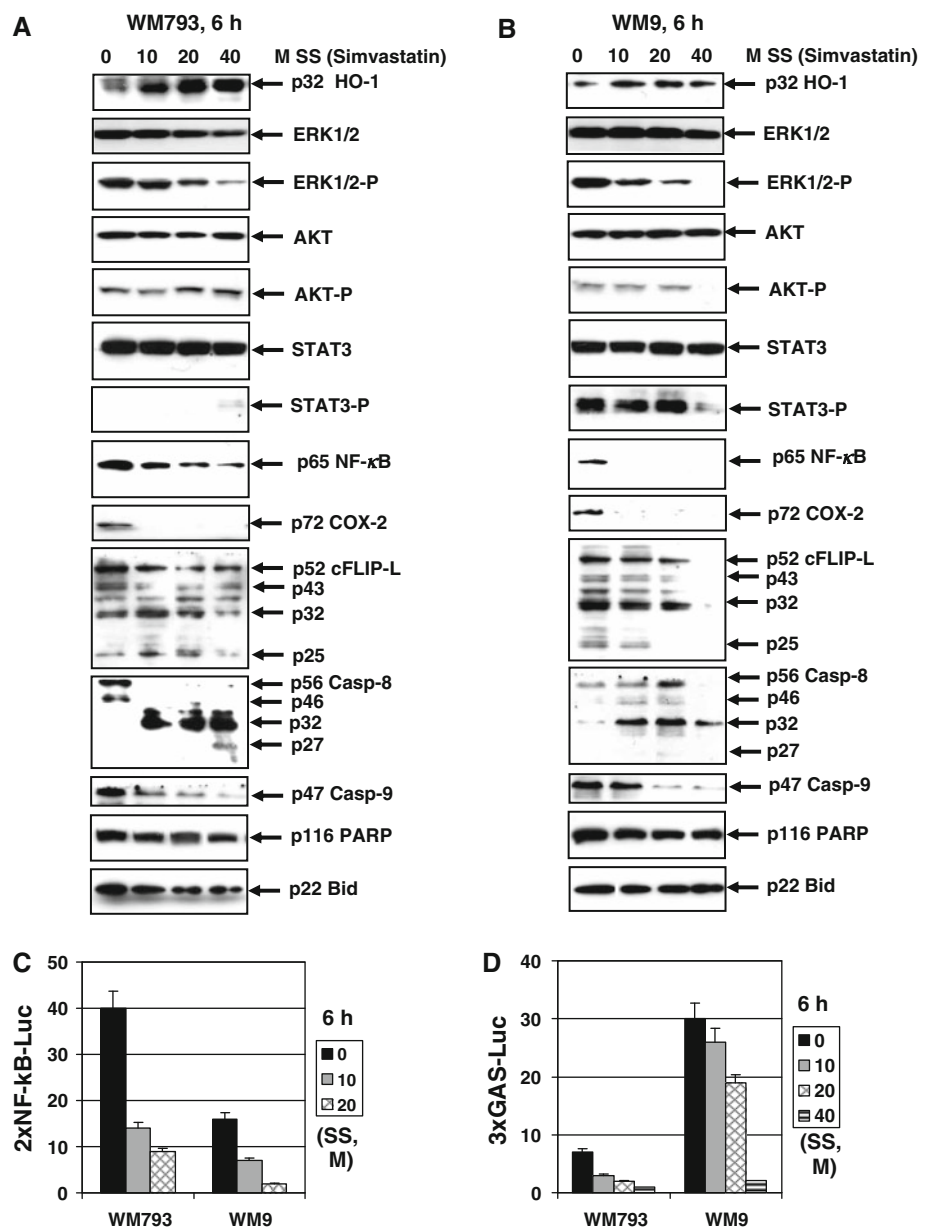 A
WM793, 6 h
0 10 20 40 M SS (Simvastatin)
p32 HO-1
ERK1/2
ERK1/2-P
AKT
AKT-P
STAT3
STAT3-P
p65 NF-κB
p72 COX-2
p52 cFLIP-L
p43
p32
p25
p56 Casp-8
p46
p32
p27
p47 Casp-9
p116 PARP
p22 Bid
B
WM9, 6 h
0 10 20 40 M SS (Simvastatin)
p32 HO-1
ERK1/2
ERK1/2-P
AKT
AKT-P
STAT3
STAT3-P
p65 NF-κB
p72 COX-2
p52 cFLIP-L
p43
p32
p25
p56 Casp-8
p46
p32
p27
p47 Casp-9
p116 PARP
p22 Bid
C
2xNF-kB-Luc
50
40
30
20
10
0
WM793 WM9
6 h
0
10
20
(SS,
M)
D
3xGAS-Luc
40
30
20
10
0
WM793 WM9
6 h
0
10
20
40
(SS,
M)